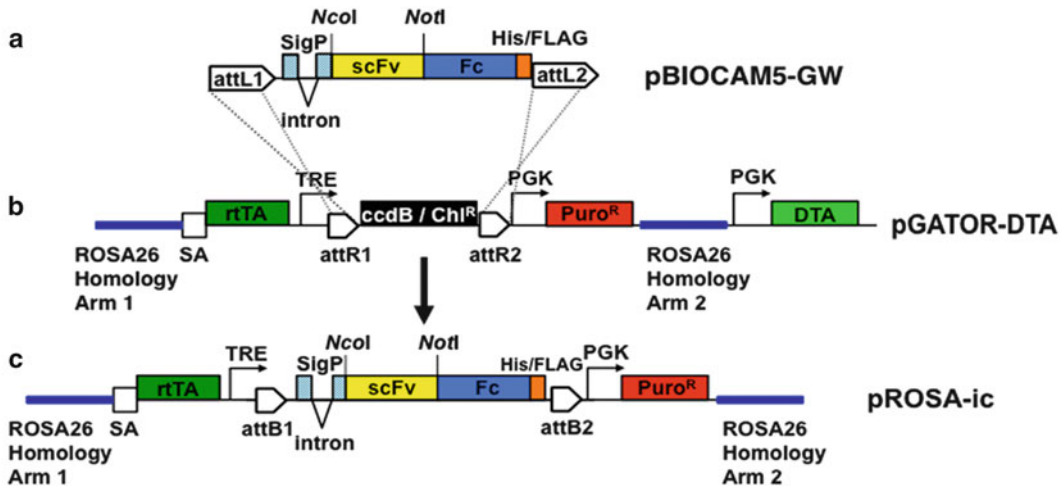 a
NcoI NotI
SigP His/FLAG
attL1 scFv Fc attL2
intron
pBIOCAM5-GW
b
TRE PGK PGK
rtTA ccdB / Chl^R Puro^R DTA
pGATOR-DTA
ROSA26 Homology Arm 1
SA
attR1 attR2
ROSA26 Homology Arm 2
c
NcoI NotI
TRE SigP His/FLAG PGK
rtTA scFv Fc Puro^R
pROSA-ic
ROSA26 Homology Arm 1
SA
attB1 intron attB2
ROSA26 Homology Arm 2